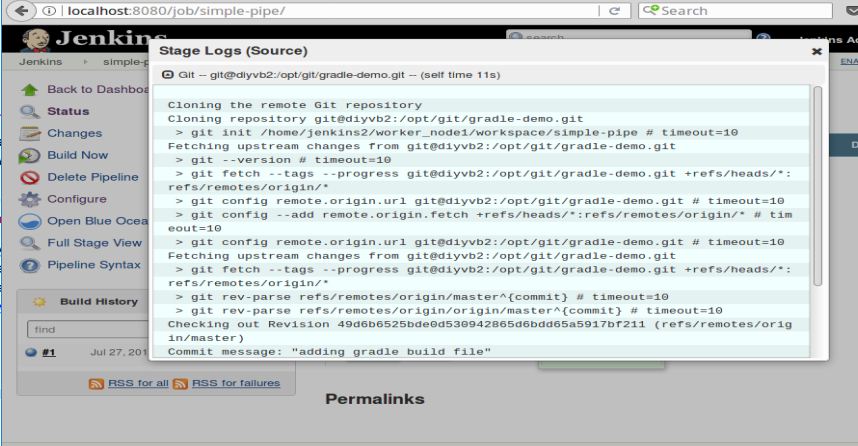 localhost:8080/job/simple-pipe/
Search
Jenkins
search
Jenkins
simple-p
ENA
Stage Logs (Source)
Git -- git@diyvb2:/opt/git/gradle-demo.git -- (self time 11s)
Cloning the remote Git repository
Cloning repository git@diyvb2:/opt/git/gradle-demo.git
> git init /home/jenkins2/worker_node1/workspace/simple-pipe # timeout=10
Fetching upstream changes from git@diyvb2:/opt/git/gradle-demo.git
> git --version # timeout=10
> git fetch --tags --progress git@diyvb2:/opt/git/gradle-demo.git +refs/heads/*:
refs/remotes/origin/*
> git config remote.origin.url git@diyvb2:/opt/git/gradle-demo.git # timeout=10
> git config --add remote.origin.fetch +refs/heads/*:refs/remotes/origin/* # tim
eout=10
> git config remote.origin.url git@diyvb2:/opt/git/gradle-demo.git # timeout=10
Fetching upstream changes from git@diyvb2:/opt/git/gradle-demo.git
> git fetch --tags --progress git@diyvb2:/opt/git/gradle-demo.git +refs/heads/*:
refs/remotes/origin/*
> git rev-parse refs/remotes/origin/master^{commit} # timeout=10
> git rev-parse refs/remotes/origin/origin/master^{commit} # timeout=10
Checking out Revision 49d6b6525bde0d530942865d6bdd65a5917bf211 (refs/remotes/orig
in/master)
Commit message: "adding gradle build file"
Back to Dashboa
Status
Changes
Build Now
Delete Pipeline
Configure
Open Blue Ocea
Full Stage View
Pipeline Syntax
Build History
find
#1 Jul 27, 201
RSS for all RSS for failures
Permalinks